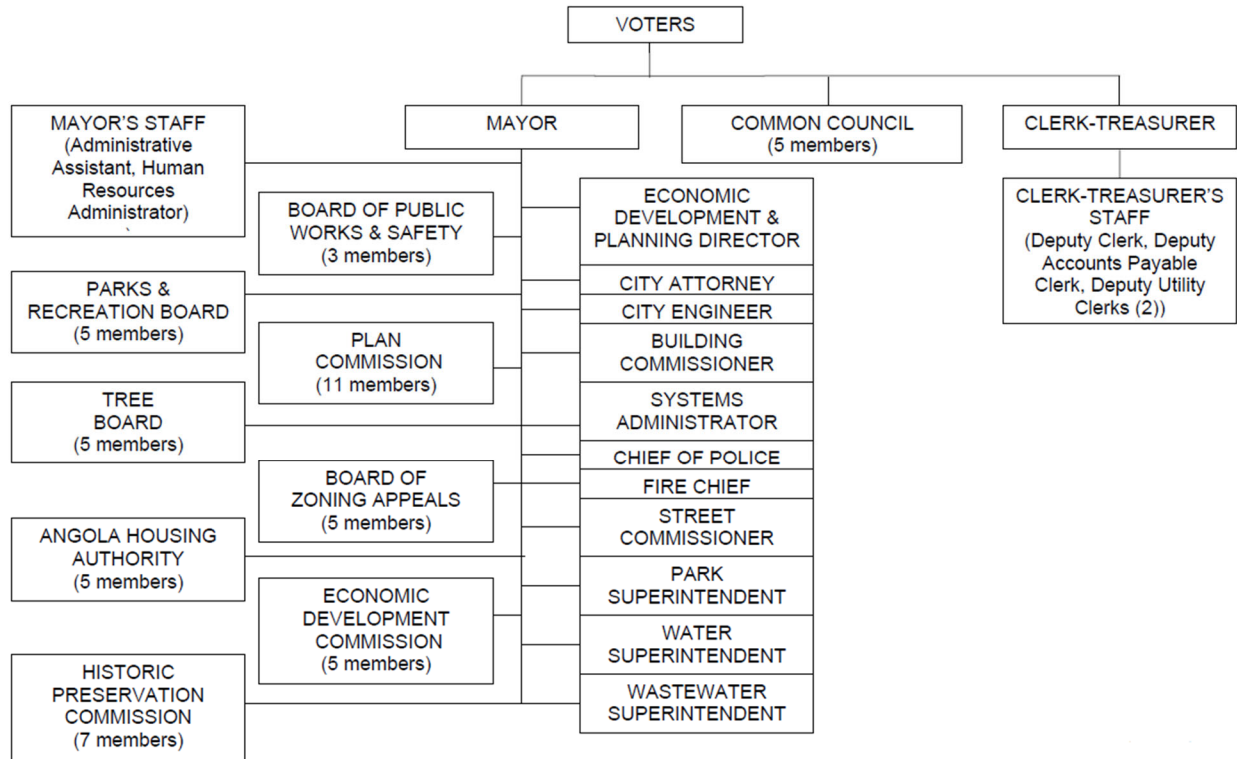 VOTERS
MAYOR'S STAFF
(Administrative
Assistant, Human
Resources
Administrator)
`
MAYOR
COMMON COUNCIL
(5 members)
CLERK-TREASURER
BOARD OF PUBLIC
WORKS & SAFETY
(3 members)
ECONOMIC
DEVELOPMENT &
PLANNING DIRECTOR
CLERK-TREASURER'S
STAFF
(Deputy Clerk, Deputy
Accounts Payable
Clerk, Deputy Utility
Clerks (2))
PARKS &
RECREATION BOARD
(5 members)
CITY ATTORNEY
CITY ENGINEER
PLAN
COMMISSION
(11 members)
BUILDING
COMMISSIONER
TREE
BOARD
(5 members)
SYSTEMS
ADMINISTRATOR
CHIEF OF POLICE
BOARD OF
ZONING APPEALS
(5 members)
FIRE CHIEF
STREET
COMMISSIONER
ANGOLA HOUSING
AUTHORITY
(5 members)
PARK
SUPERINTENDENT
ECONOMIC
DEVELOPMENT
COMMISSION
(5 members)
WATER
SUPERINTENDENT
HISTORIC
PRESERVATION
COMMISSION
(7 members)
WASTEWATER
SUPERINTENDENT